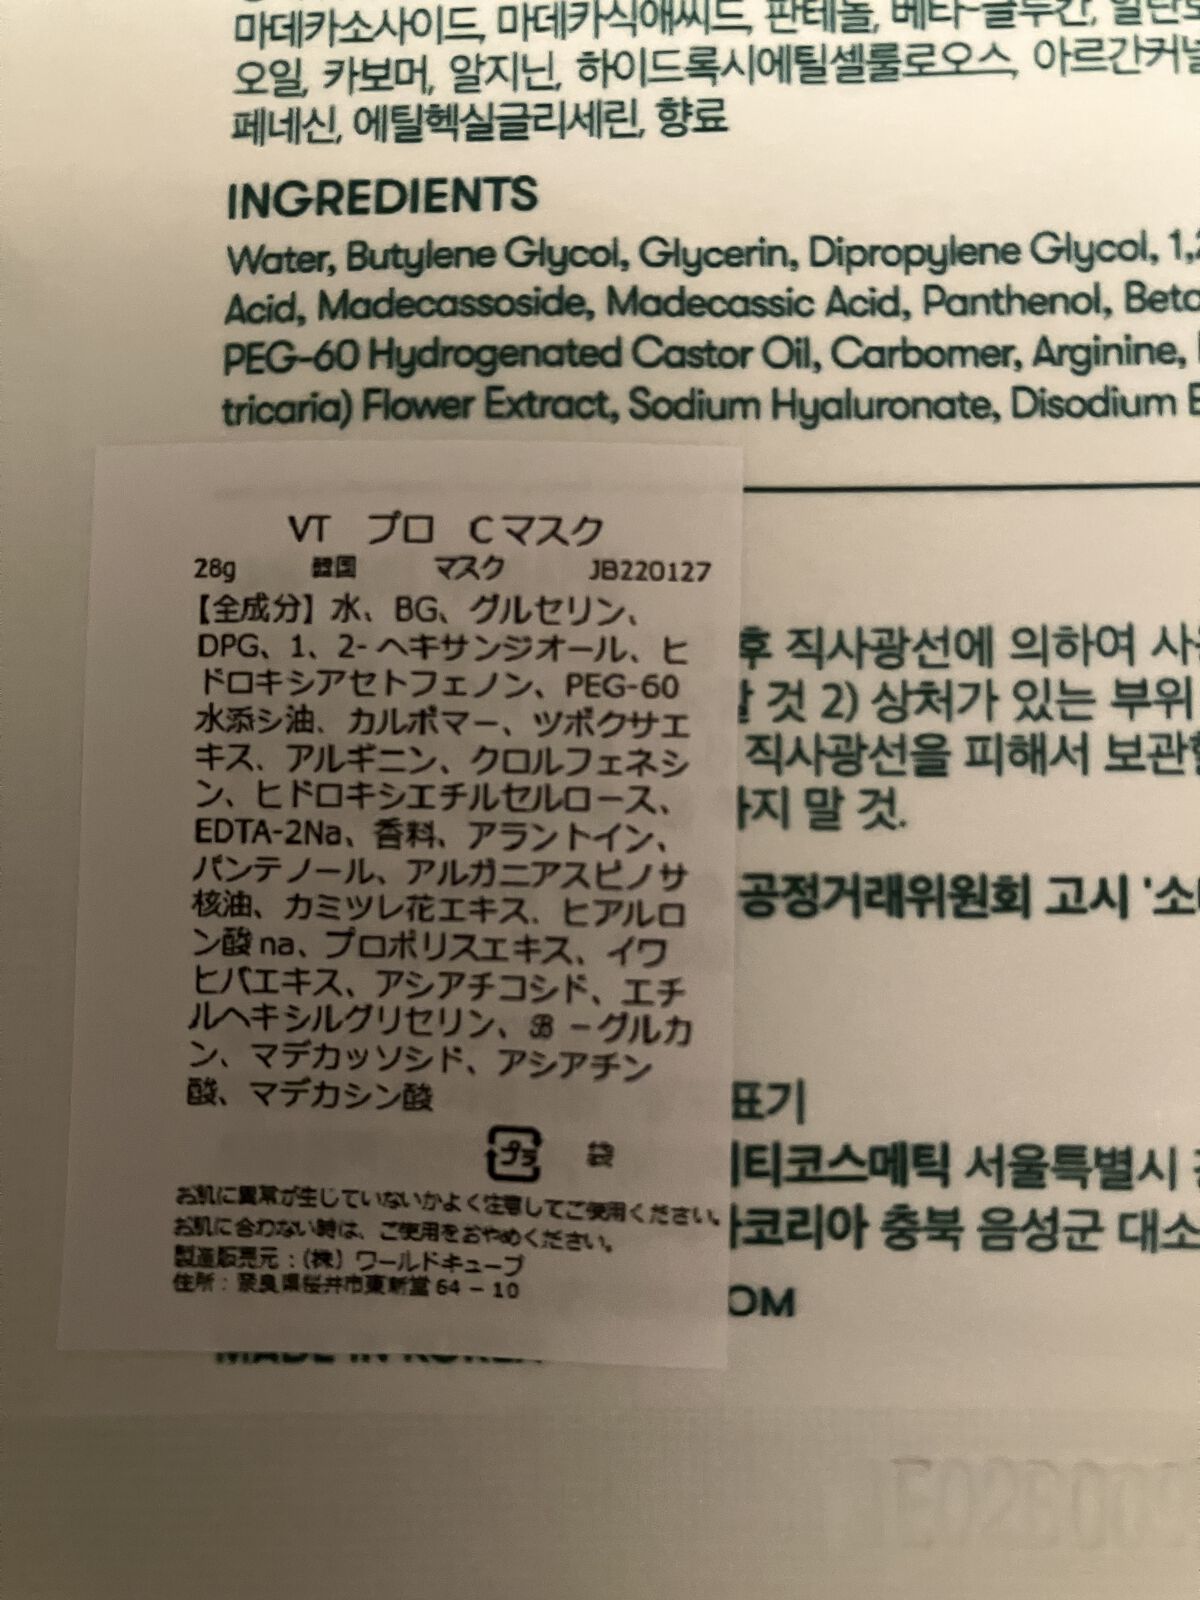 마데카소사이드, 마데카식애씨드, 판테놀, 베타-글루칸, 알란토
오일, 카보머, 알지닌, 하이드록시에틸셀룰로오스, 아르간커널
페네신, 에틸헥실글리세린, 향료
INGREDIENTS
Water, Butylene Glycol, Glycerin, Dipropylene Glycol, 1,2
Acid, Madecassoside, Madecassic Acid, Panthenol, Beta
PEG-60 Hydrogenated Castor Oil, Carbomer, Arginine,
tricaria) Flower Extract, Sodium Hyaluronate, Disodium E
VT プロ Cマスク
28g 韓国 マスク JB220127
【全成分】水、BG、グルセリン、
DPG、1、2-ヘキサンジオール、ヒ
ドロキシアセトフェノン、PEG-60
水添シ油、カルボマー、ツボクサエ
キス、アルギニン、クロルフェネシ
ン、ヒドロキシエチルセルロース、
EDTA-2Na、香料、アラントイン、
パンテノール、アルガニアスピノサ
核油、カミツレ花エキス、ヒアルロ
ン酸na、プロポリスエキス、イワ
ヒバエキス、アシアチコシド、エチ
ルヘキシルグリセリン、β－グルカ
ン、マデカッソシド、アシアチン
酸、マデカシン酸
プラ 袋
お肌に異常が生じていないかよく注意してご使用ください。
お肌に合わない時は、ご使用をおやめください。
製造販売元：(株）ワールドキューブ
住所：奈良県桜井市東新堂64－10
후 직사광선에 의하여 사용
할 것 2) 상처가 있는 부위
직사광선을 피해서 보관할
하지 말 것.
공정거래위원회 고시 '소비
표기
티코스메틱 서울특별시
코리아 충북 음성군 대소
OM
MADE IN KOREA